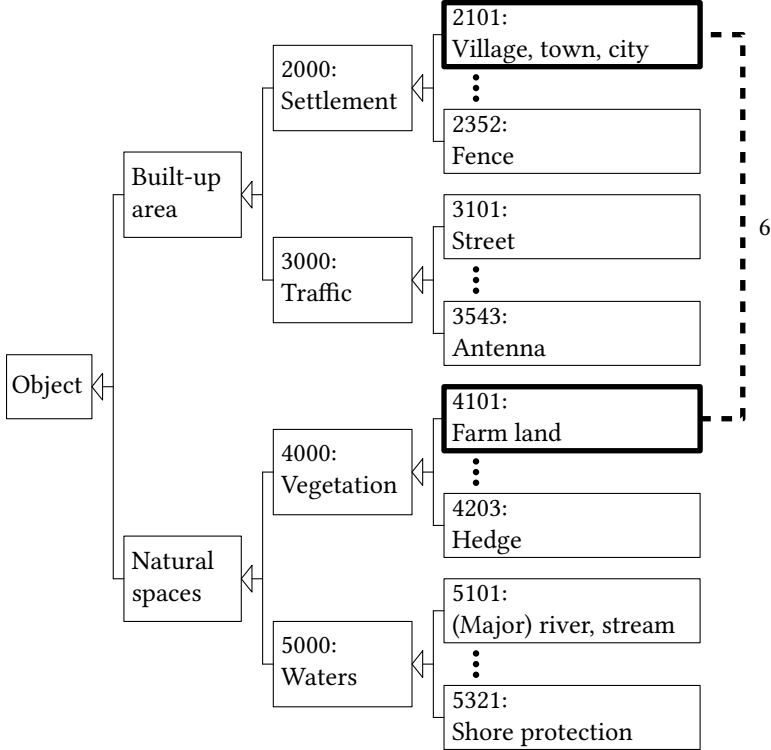 2101:
Village, town, city
2000:
Settlement
2352:
Fence
Built-up
area
3101:
Street
6
3000:
Traffic
3543:
Antenna
Object
4101:
Farm land
4000:
Vegetation
4203:
Hedge
Natural
spaces
5101:
(Major) river, stream
5000:
Waters
5321:
Shore protection